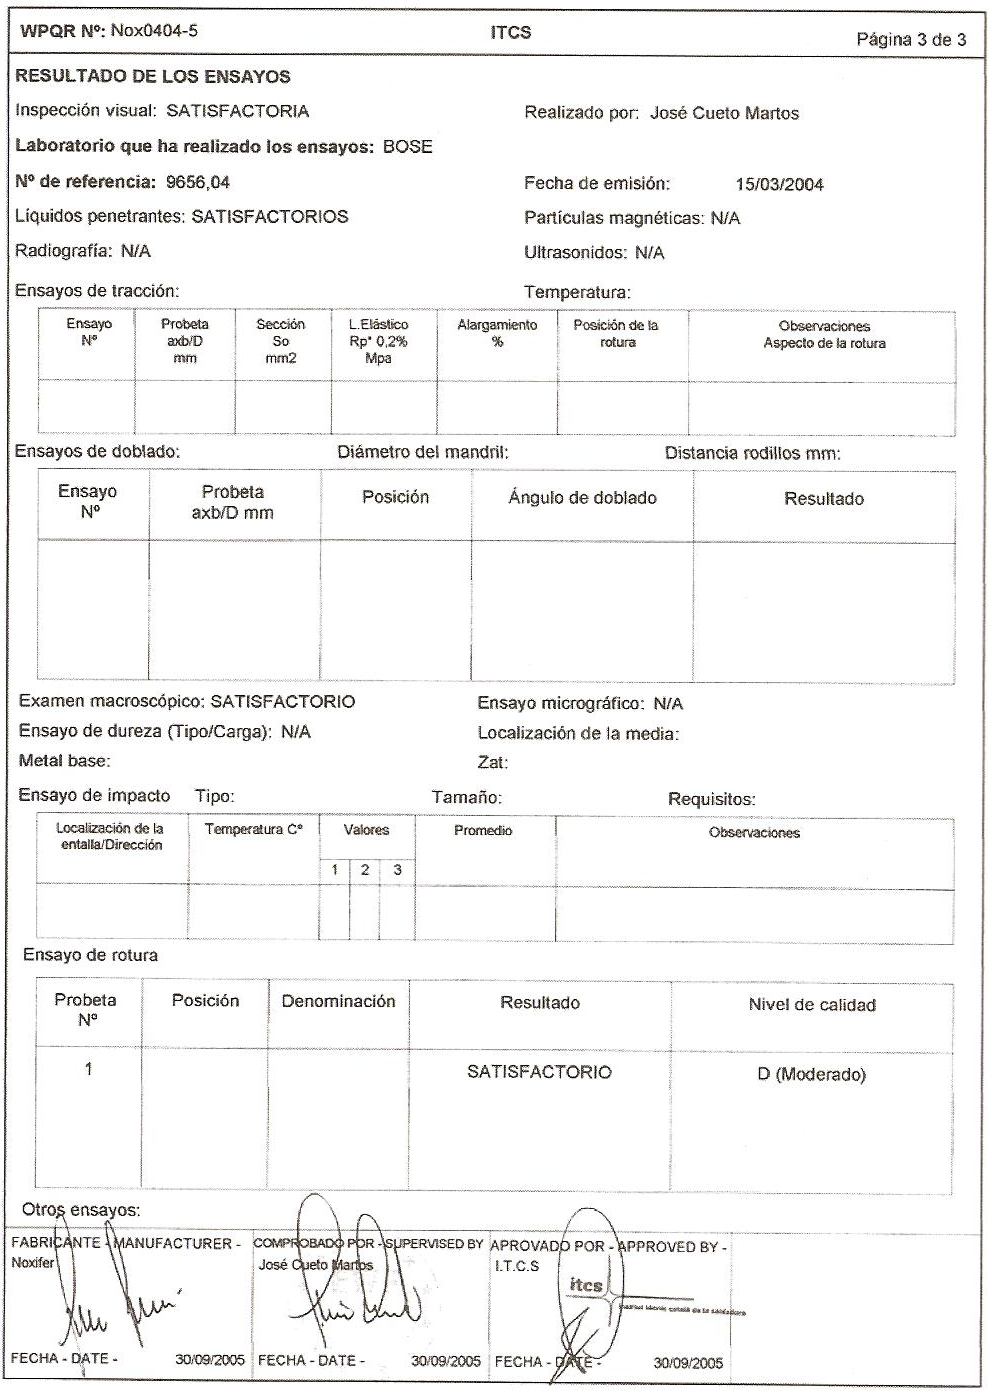 WPQR Nº: Nox0404-5 ITCS Página 3 de 3
RESULTADO DE LOS ENSAYOS
Inspección visual: SATISFACTORIA Realizado por: José Cueto Martos
Laboratorio que ha realizado los ensayos: BOSE
Nº de referencia: 9656,04 Fecha de emisión: 15/03/2004
Líquidos penetrantes: SATISFACTORIOS Partículas magnéticas: N/A
Radiografía: N/A Ultrasonidos: N/A
Ensayos de tracción: Temperatura:
Ensayo Probeta Sección L.Elástico Alargamiento Posición de la Observaciones
Nº axb/D So Rp* 0,2% % rotura Aspecto de la rotura
mm mm2 Mpa
Ensayos de doblado: Diámetro del mandril: Distancia rodillos mm:
Ensayo Probeta Posición Ángulo de doblado Resultado
Nº axb/D mm
Examen macroscópico: SATISFACTORIO Ensayo micrográfico: N/A
Ensayo de dureza (Tipo/Carga): N/A Localización de la media:
Metal base: Zat:
Ensayo de impacto Tipo: Tamaño: Requisitos:
Localización de la Temperatura Cº Valores Promedio Observaciones
entalla/Dirección
1 2 3
Ensayo de rotura
Probeta Posición Denominación Resultado Nivel de calidad
Nº
1 SATISFACTORIO D (Moderado)
Otros ensayos:
FABRICANTE - MANUFACTURER - COMPROBADO POR - SUPERVISED BY APROVADO POR - APPROVED BY -
Noxifer José Cueto Martos I.T.C.S
itcs
institut tècnic català de la soldadura
FECHA - DATE - 30/09/2005 FECHA - DATE - 30/09/2005 FECHA - DATE - 30/09/2005